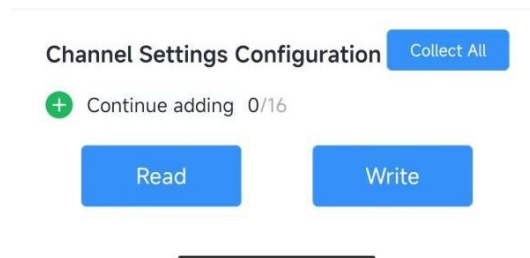 Channel Settings Configuration
Collect All
Continue adding 0/16
Read
Write